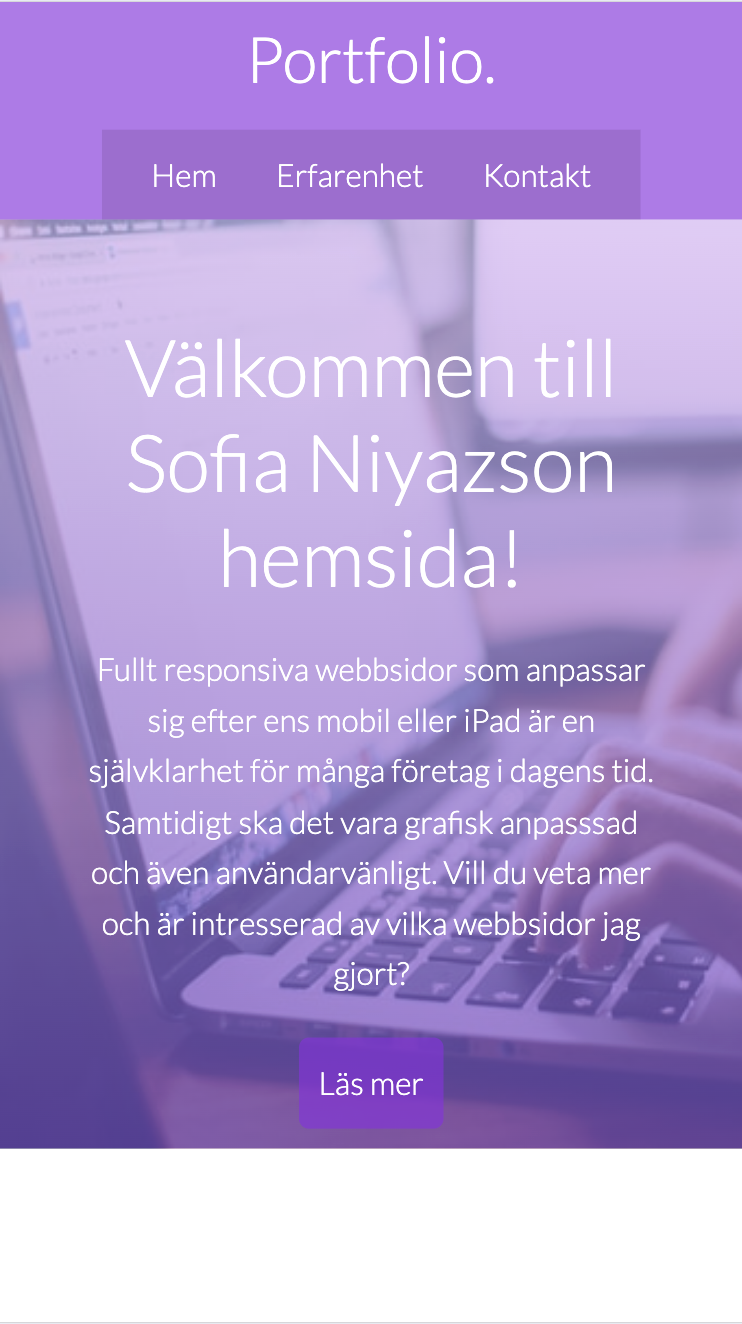 Portfolio.
Hem Erfarenhet Kontakt
Välkommen till
Sofia Niyazson
hemsida!
Fullt responsiva webbsidor som anpassar
sig efter ens mobil eller iPad är en
självklarhet för många företag i dagens tid.
Samtidigt ska det vara grafisk anpasssad
och även användarvänligt. Vill du veta mer
och är intresserad av vilka webbsidor jag
gjort?
Läs mer